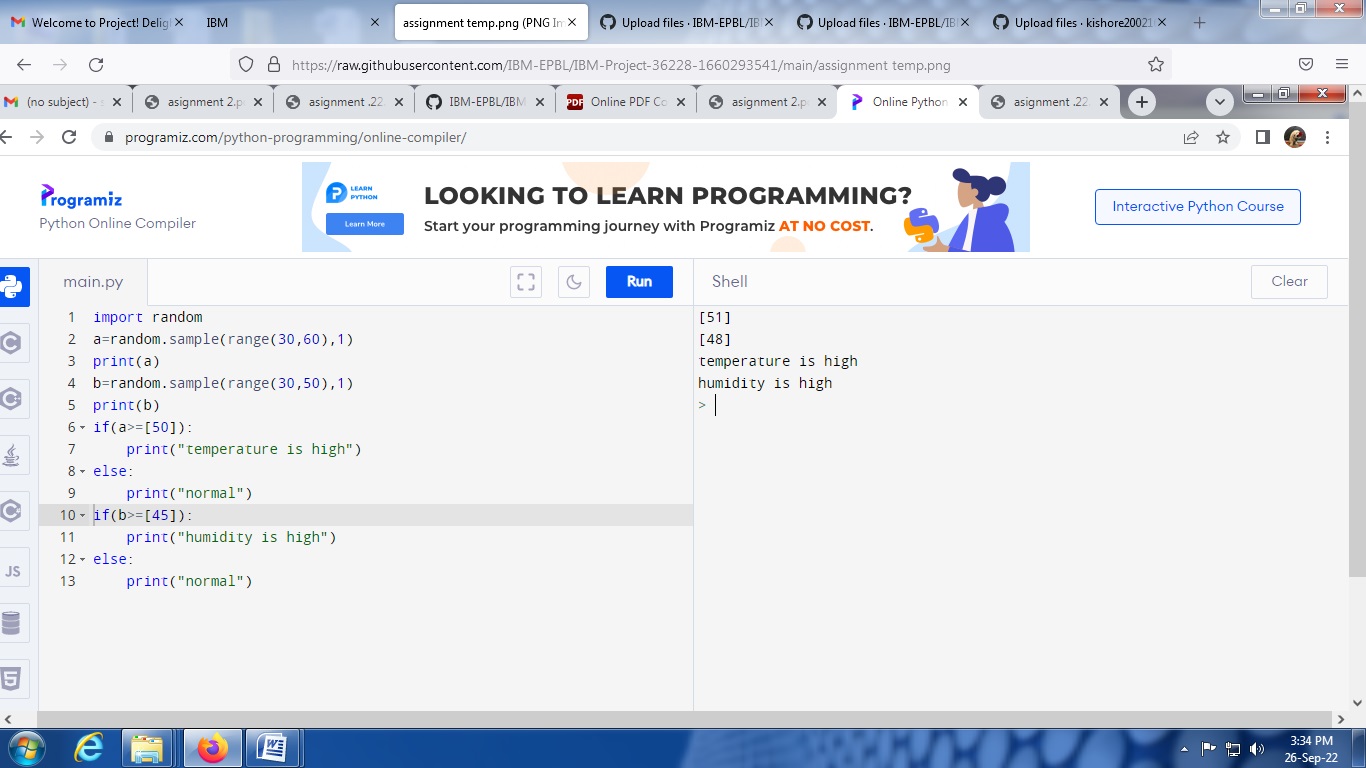 Welcome to Project! Deligl
IBM
assignment temp.png (PNG Im
Upload files · IBM-EPBL/IBM
Upload files · IBM-EPBL/IBM
Upload files · kishore20021
https://raw.githubusercontent.com/IBM-EPBL/IBM-Project-36228-1660293541/main/assignment temp.png
(no subject) - s
asignment 2.p
asignment .22.
IBM-EPBL/IBM
PDF
Online PDF Co
asignment 2.p
Online Python
asignment .22.
programiz.com/python-programming/online-compiler/
Programiz
Python Online Compiler
LEARN
PYTHON
Learn More
LOOKING TO LEARN PROGRAMMING?
Start your programming journey with Programiz AT NO COST.
Interactive Python Course
main.py
Run
Shell
Clear
1 import random
2 a=random.sample(range(30,60),1)
3 print(a)
4 b=random.sample(range(30,50),1)
5 print(b)
6 if(a>=[50]):
7     print("temperature is high")
8 else:
9     print("normal")
10 if(b>=[45]):
11     print("humidity is high")
12 else:
13     print("normal")
[51]
[48]
temperature is high
humidity is high
>
JS
3:34 PM
26-Sep-22